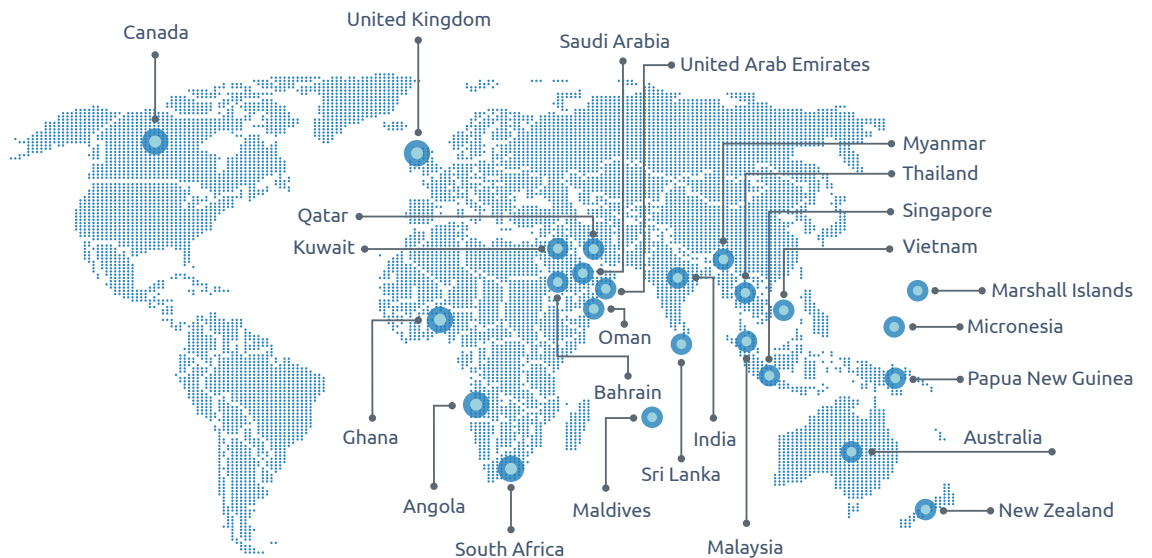 United Kingdom
Canada
Saudi Arabia
United Arab Emirates
Myanmar
Thailand
Singapore
Qatar
Kuwait
Vietnam
Marshall Islands
Micronesia
Oman
Papua New Guinea
Bahrain
Ghana
India
Australia
Sri Lanka
Angola
Maldives
New Zealand
South Africa
Malaysia